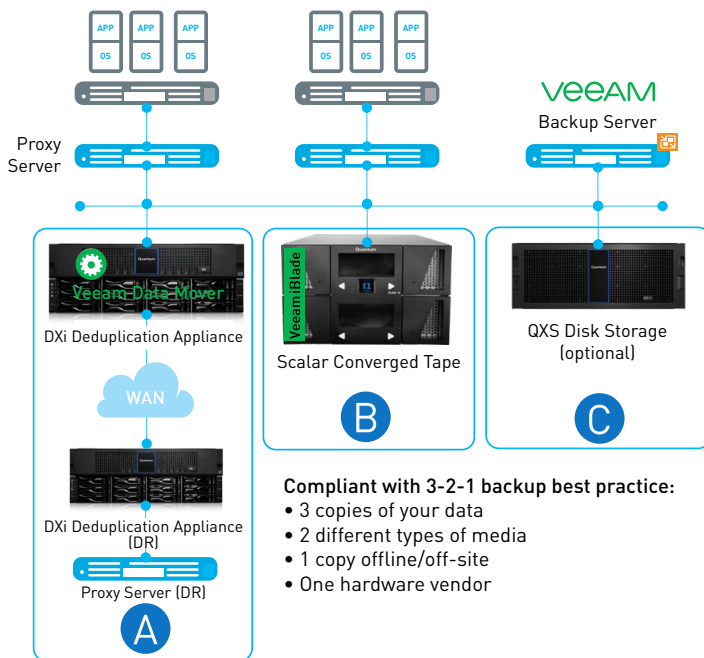 APP APP APP
OS OS OS
APP APP APP
OS OS OS
veeAM
Backup Server
Proxy
Server
Quantum
Veeam Data Mover
DXi Deduplication Appliance
WAN
Quantum
DXi Deduplication Appliance
(DR)
Proxy Server (DR)
A
Quantum
Veeam iBlade
Scalar Converged Tape
B
Quantum
QXS Disk Storage
(optional)
C
Compliant with 3-2-1 backup best practice:
• 3 copies of your data
• 2 different types of media
• 1 copy offline/off-site
• One hardware vendor